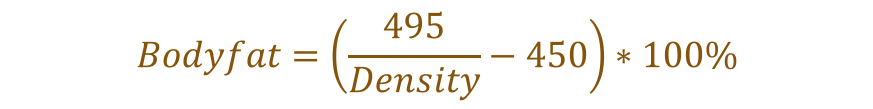 Bodyfat = (495/Density − 450) * 100%